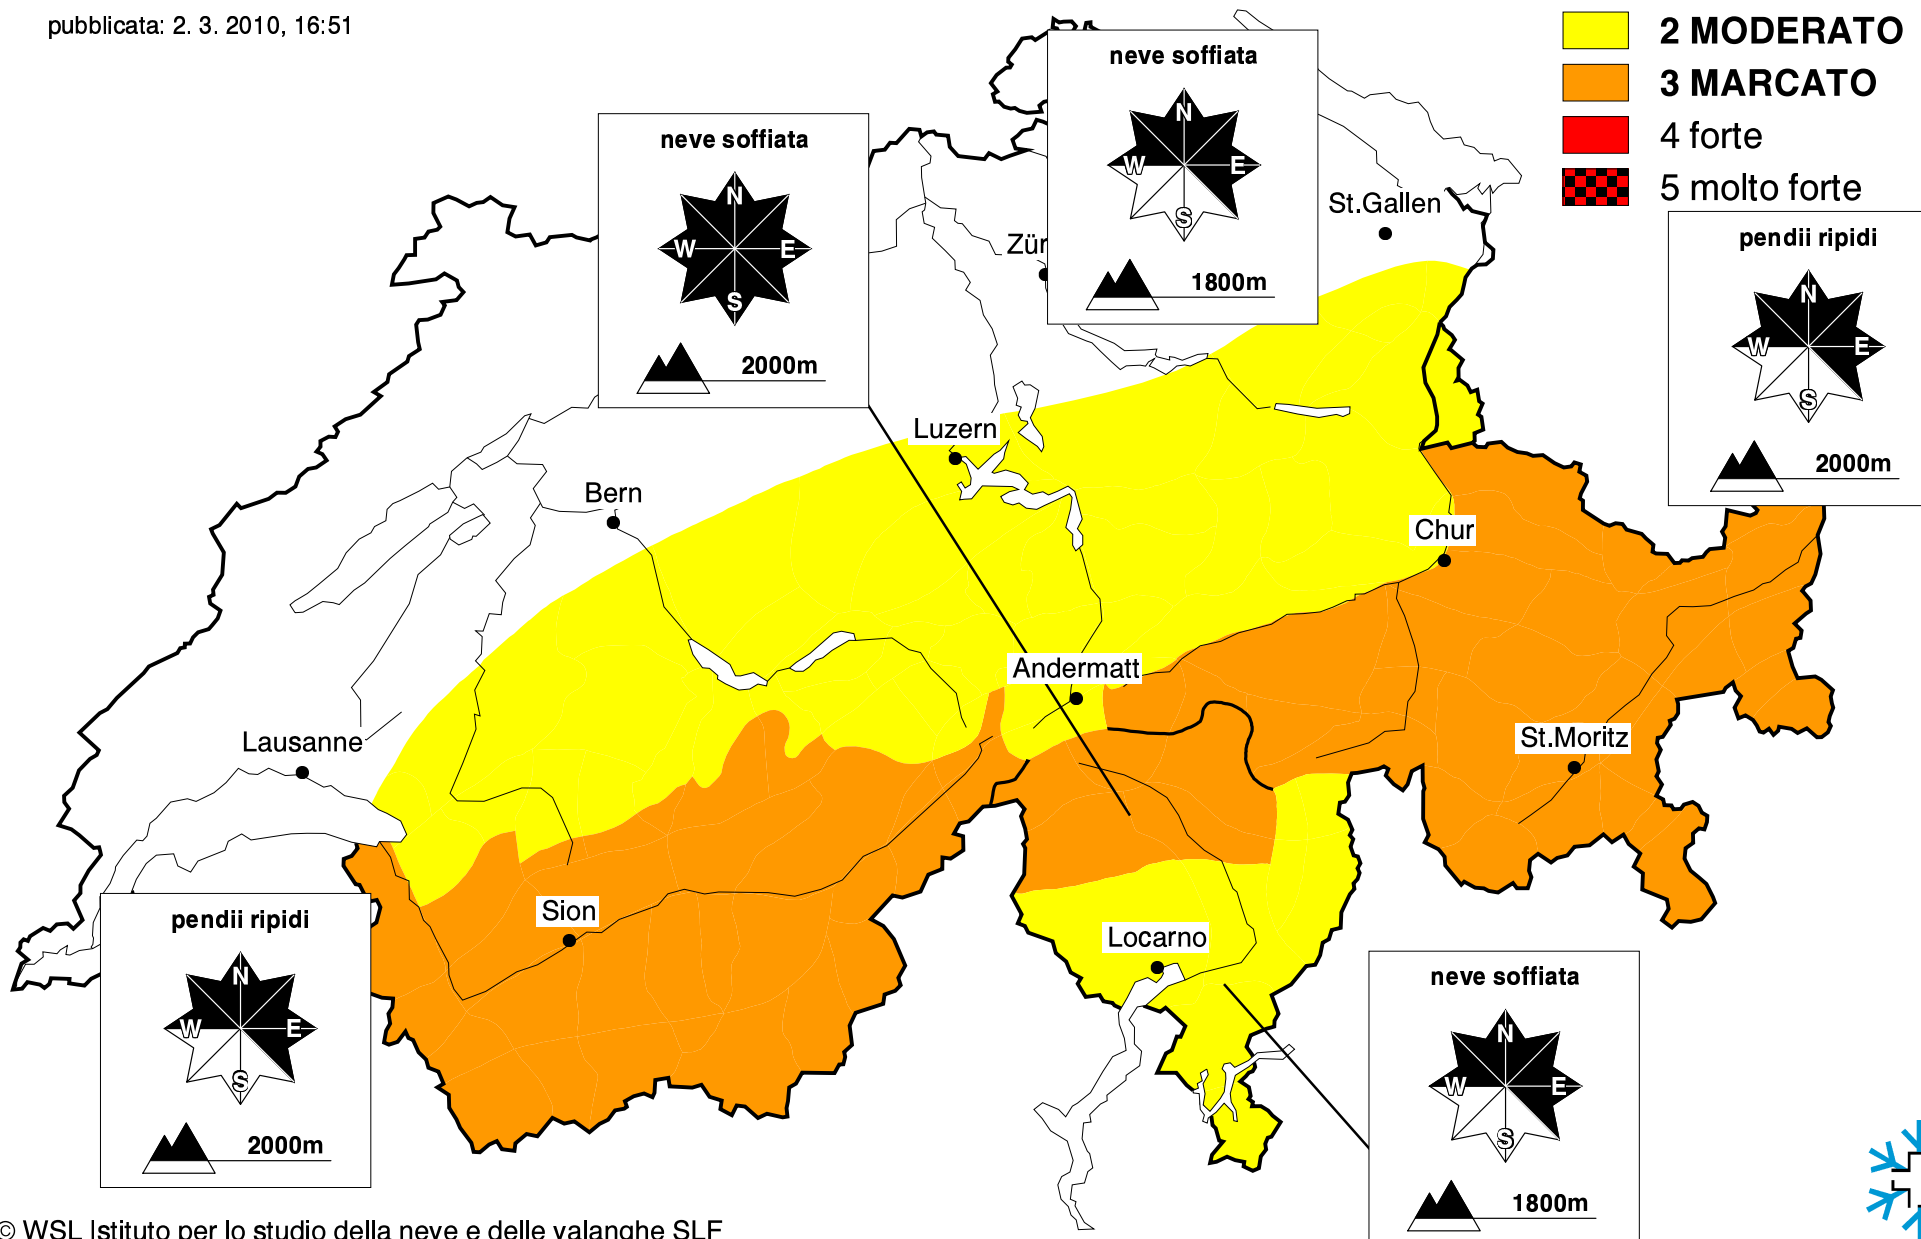 pubblicata: 2. 3. 2010, 16:51
2 MODERATO
3 MARCATO
4 forte
5 molto forte
neve soffiata
N
W E
S
1800m
neve soffiata
N
W E
S
2000m
pendii ripidi
N
W E
S
2000m
St.Gallen
Zür
Luzern
Bern
Chur
Andermatt
Lausanne
St.Moritz
Sion
Locarno
pendii ripidi
N
W E
S
2000m
neve soffiata
N
W E
S
1800m
© WSL Istituto per lo studio della neve e delle valanghe SLF